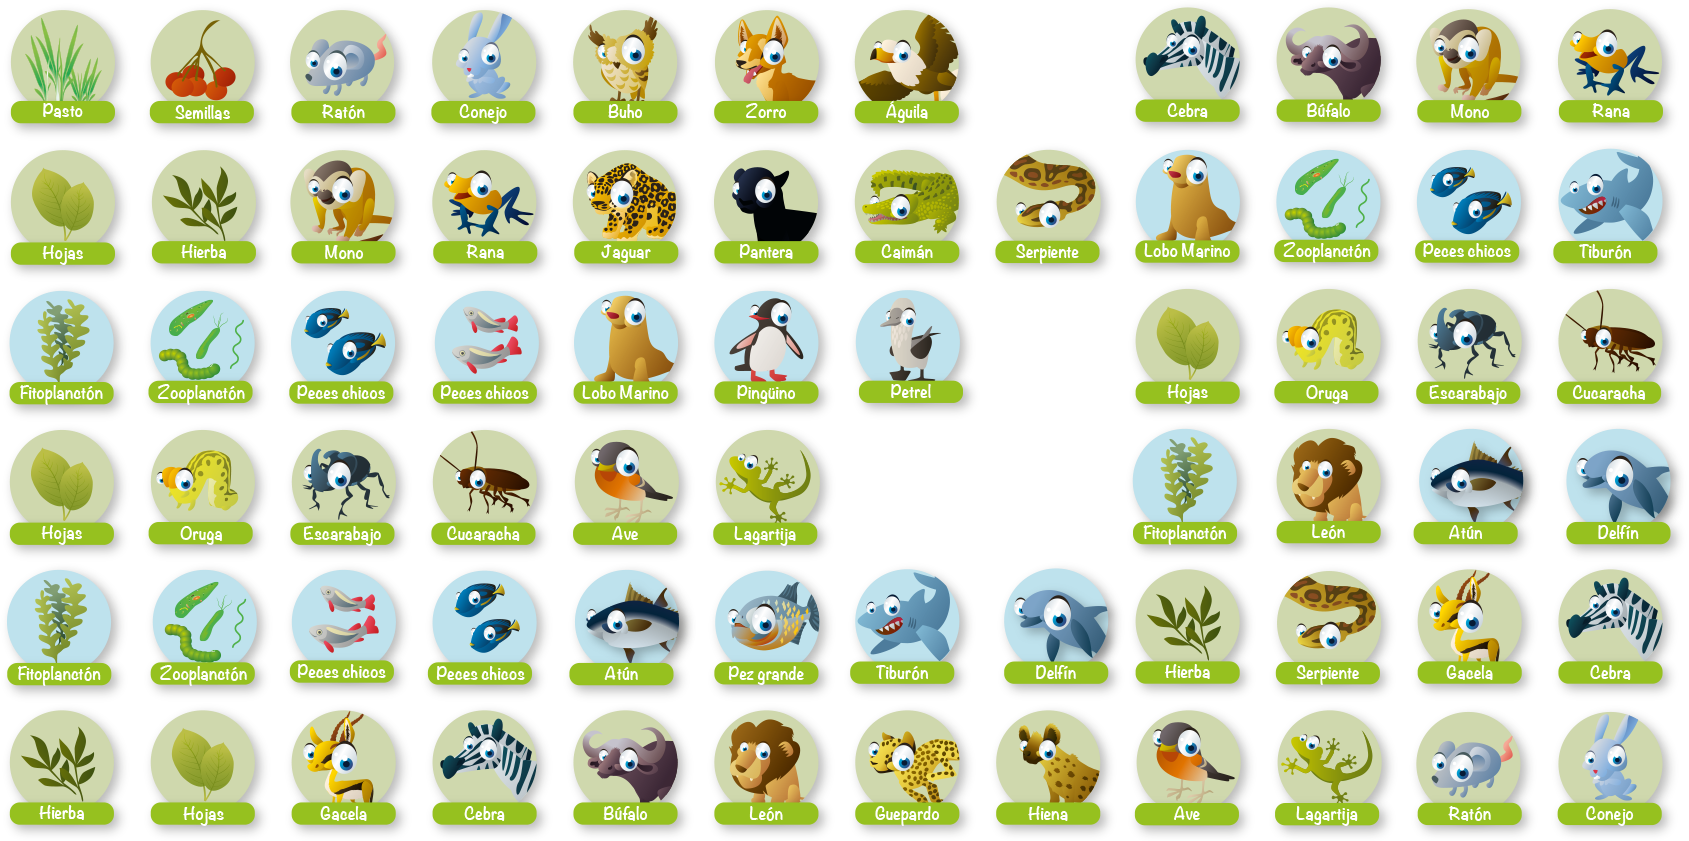 Pasto Semillas Ratón Conejo Buho Zorro Águila Cebra Búfalo Mono Rana
Hojas Hierba Mono Rana Jaguar Pantera Caimán Serpiente Lobo Marino Zooplanctón Peces chicos Tiburón
Fitoplanctón Zooplanctón Peces chicos Peces chicos Lobo Marino Pingüino Petrel Hojas Oruga Escarabajo Cucaracha
Hojas Oruga Escarabajo Cucaracha Ave Lagartija Fitoplanctón León Atún Delfín
Fitoplanctón Zooplanctón Peces chicos Peces chicos Atún Pez grande Tiburón Delfín Hierba Serpiente Gacela Cebra
Hierba Hojas Gacela Cebra Búfalo León Guepardo Hiena Ave Lagartija Ratón Conejo